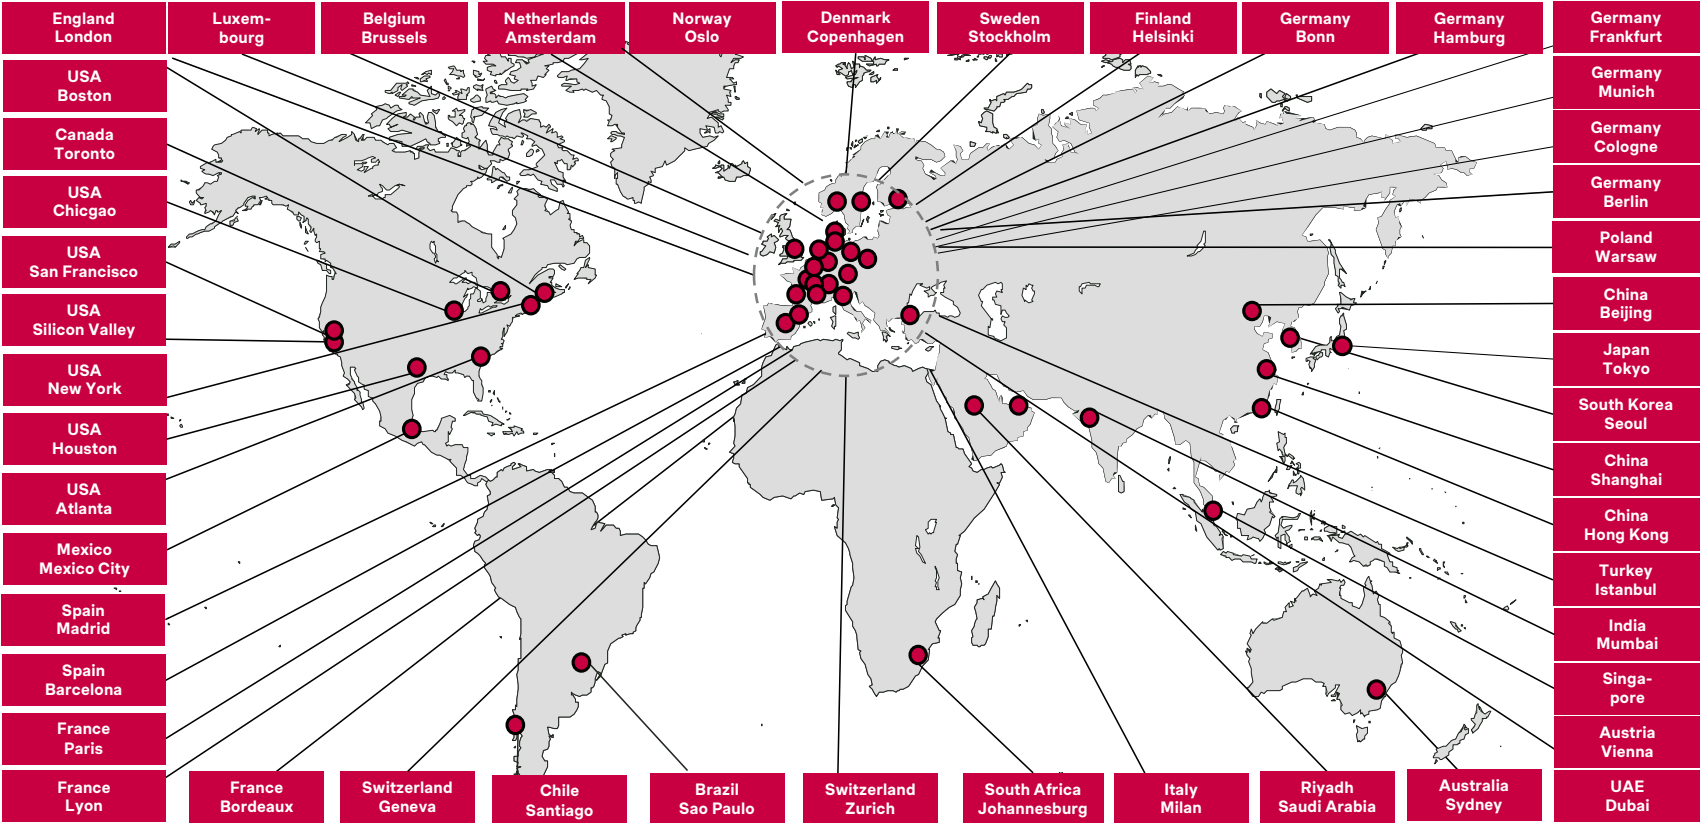 England
London
Luxem-
bourg
Belgium
Brussels
Netherlands
Amsterdam
Norway
Oslo
Denmark
Copenhagen
Sweden
Stockholm
Finland
Helsinki
Germany
Bonn
Germany
Hamburg
Germany
Frankfurt
USA
Boston
Canada
Toronto
USA
Chicgao
USA
San Francisco
USA
Silicon Valley
USA
New York
USA
Houston
USA
Atlanta
Mexico
Mexico City
Spain
Madrid
Spain
Barcelona
France
Paris
France
Lyon
Germany
Munich
Germany
Cologne
Germany
Berlin
Poland
Warsaw
China
Beijing
Japan
Tokyo
South Korea
Seoul
China
Shanghai
China
Hong Kong
Turkey
Istanbul
India
Mumbai
Singa-
pore
Austria
Vienna
UAE
Dubai
France
Bordeaux
Switzerland
Geneva
Chile
Santiago
Brazil
Sao Paulo
Switzerland
Zurich
South Africa
Johannesburg
Italy
Milan
Riyadh
Saudi Arabia
Australia
Sydney